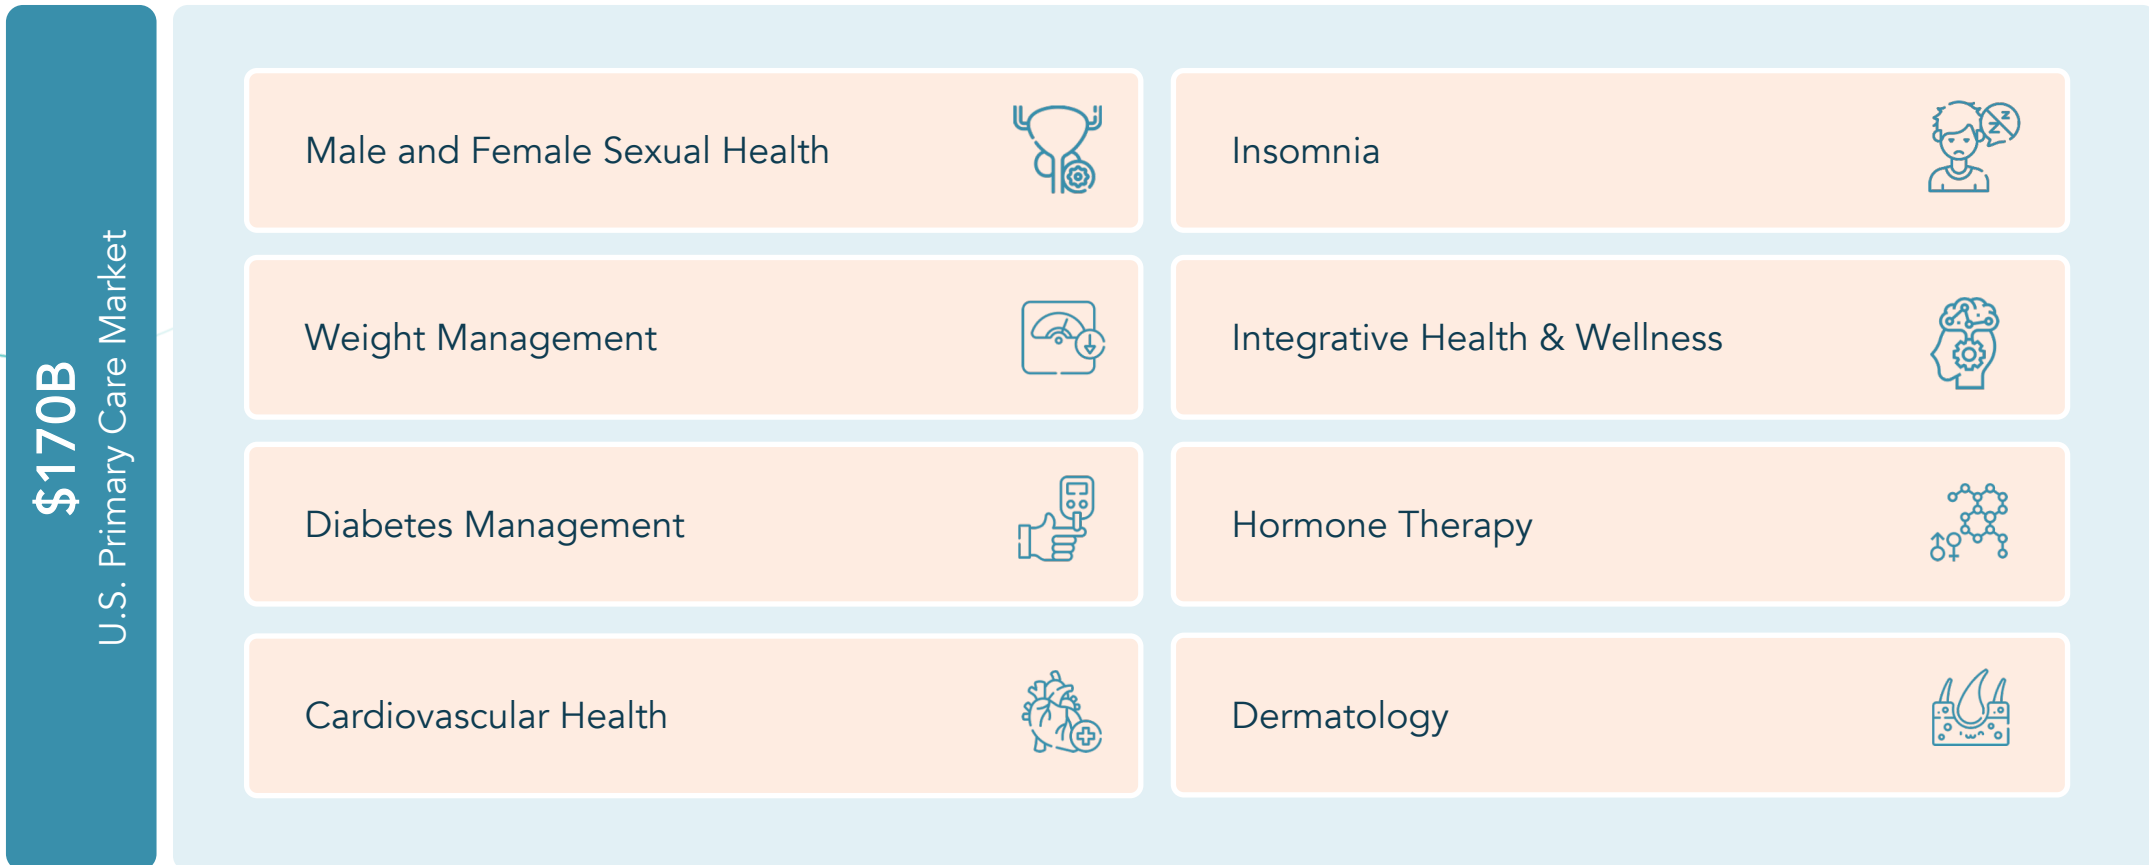 $170B
U.S. Primary Care Market
Male and Female Sexual Health
Insomnia
Weight Management
Integrative Health & Wellness
Diabetes Management
Hormone Therapy
Cardiovascular Health
Dermatology